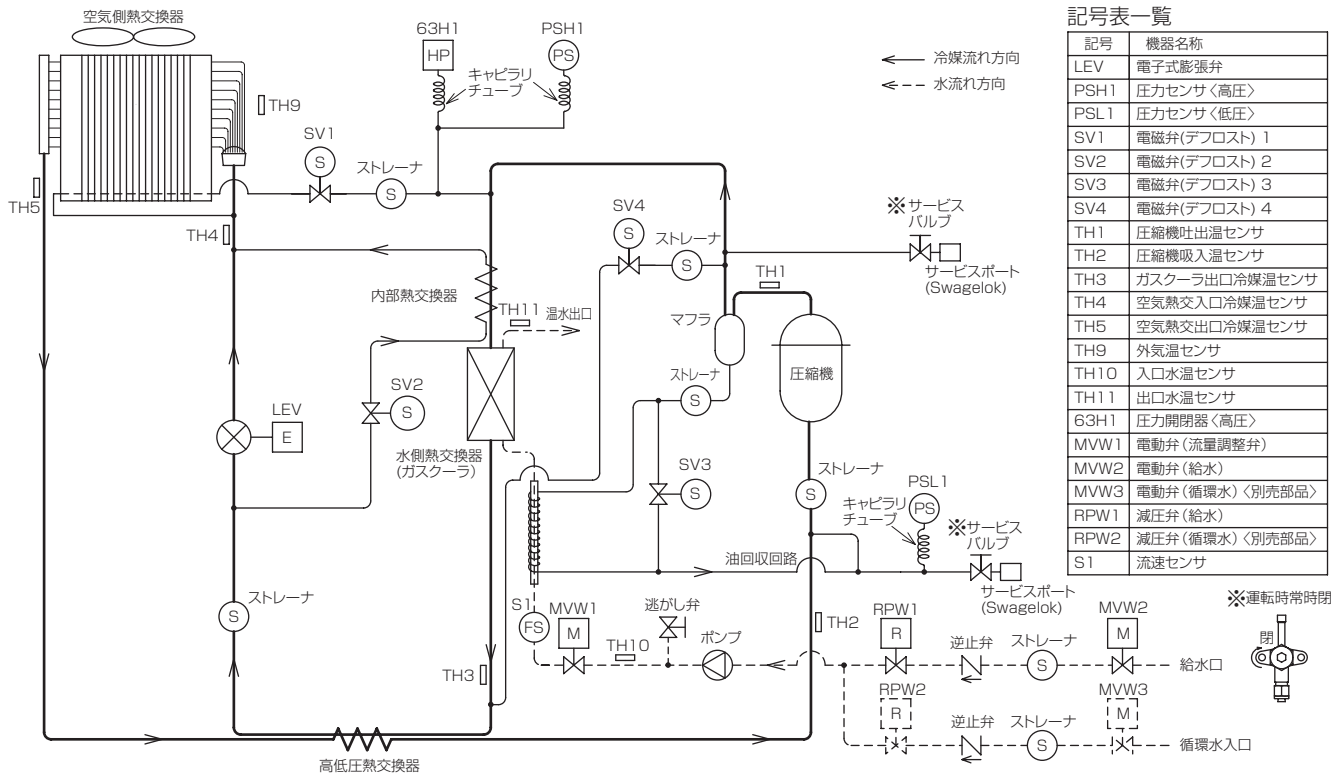 空気側熱交換器
TH9
TH5
TH4
SV1
S
ストレーナ
S
63H1
HP
PSH1
PS
キャピラリ
チューブ
冷媒流れ方向
水流れ方向
SV4
S
ストレーナ
S
※サービス
バルブ
サービスポート
(Swagelok)
TH1
マフラ
圧縮機
内部熱交換器
TH11
温水出口
SV2
S
LEV
E
水側熱交換器
(ガスクーラ)
ストレーナ
S
SV3
S
ストレーナ
S
キャピラリ
チューブ
PSL1
PS
※サービス
バルブ
サービスポート
(Swagelok)
油回収回路
ストレーナ
S
S1
FS
MVW1
M
TH10
逃がし弁
ポンプ
TH2
TH3
RPW1
R
逆止弁
ストレーナ
S
MVW2
M
給水口
RPW2
R
逆止弁
ストレーナ
S
MVW3
M
循環水入口
高低圧熱交換器
記号表一覧
記号 機器名称
LEV 電子式膨張弁
PSH1 圧力センサ〈高圧〉
PSL1 圧力センサ〈低圧〉
SV1 電磁弁(デフロスト) 1
SV2 電磁弁(デフロスト) 2
SV3 電磁弁(デフロスト) 3
SV4 電磁弁(デフロスト) 4
TH1 圧縮機吐出温センサ
TH2 圧縮機吸入温センサ
TH3 ガスクーラ出口冷媒温センサ
TH4 空気熱交入口冷媒温センサ
TH5 空気熱交出口冷媒温センサ
TH9 外気温センサ
TH10 入口水温センサ
TH11 出口水温センサ
63H1 圧力開閉器〈高圧〉
MVW1 電動弁(流量調整弁)
MVW2 電動弁(給水)
MVW3 電動弁(循環水)〈別売部品〉
RPW1 減圧弁(給水)
RPW2 減圧弁(循環水)〈別売部品〉
S1 流速センサ
※運転時常時閉
閉